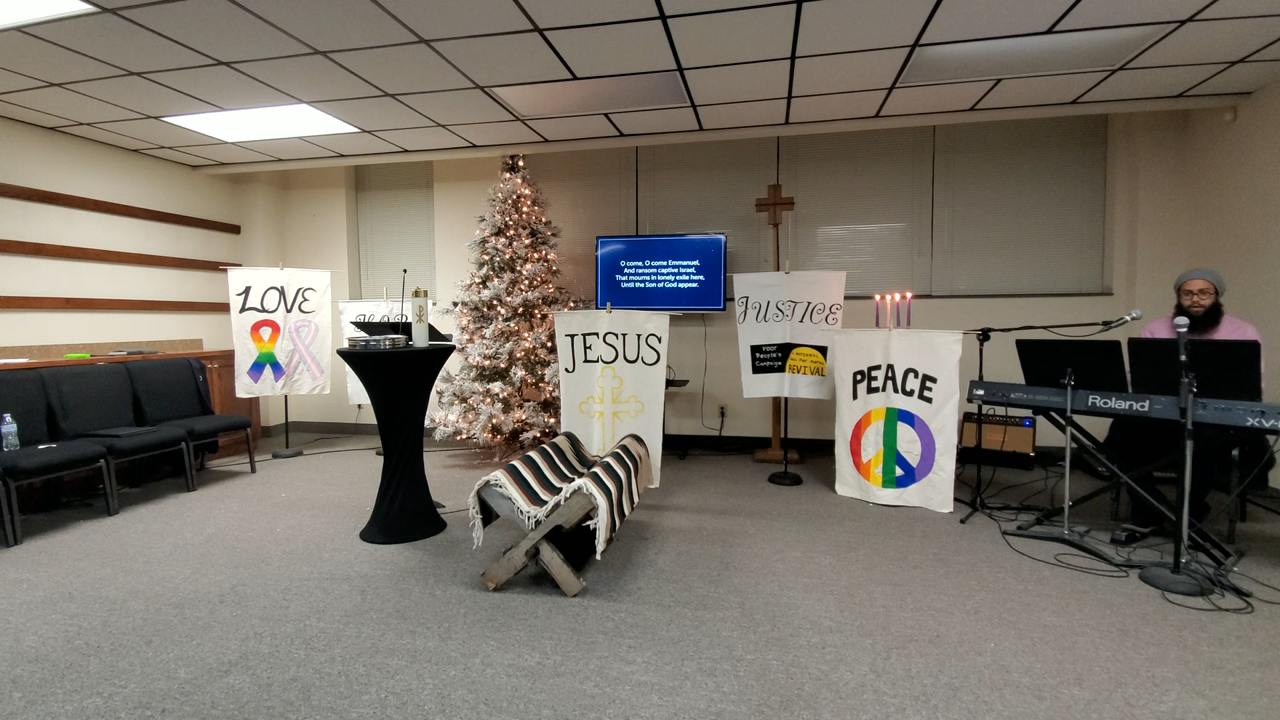 LOVE
O come, O come Emmanuel,
And ransom captive Israel,
That mourns in lonely exile here,
Until the Son of God appear.
JESUS
JUSTICE
POOR
People's
Campaign
REVIVAL
PEACE
Roland